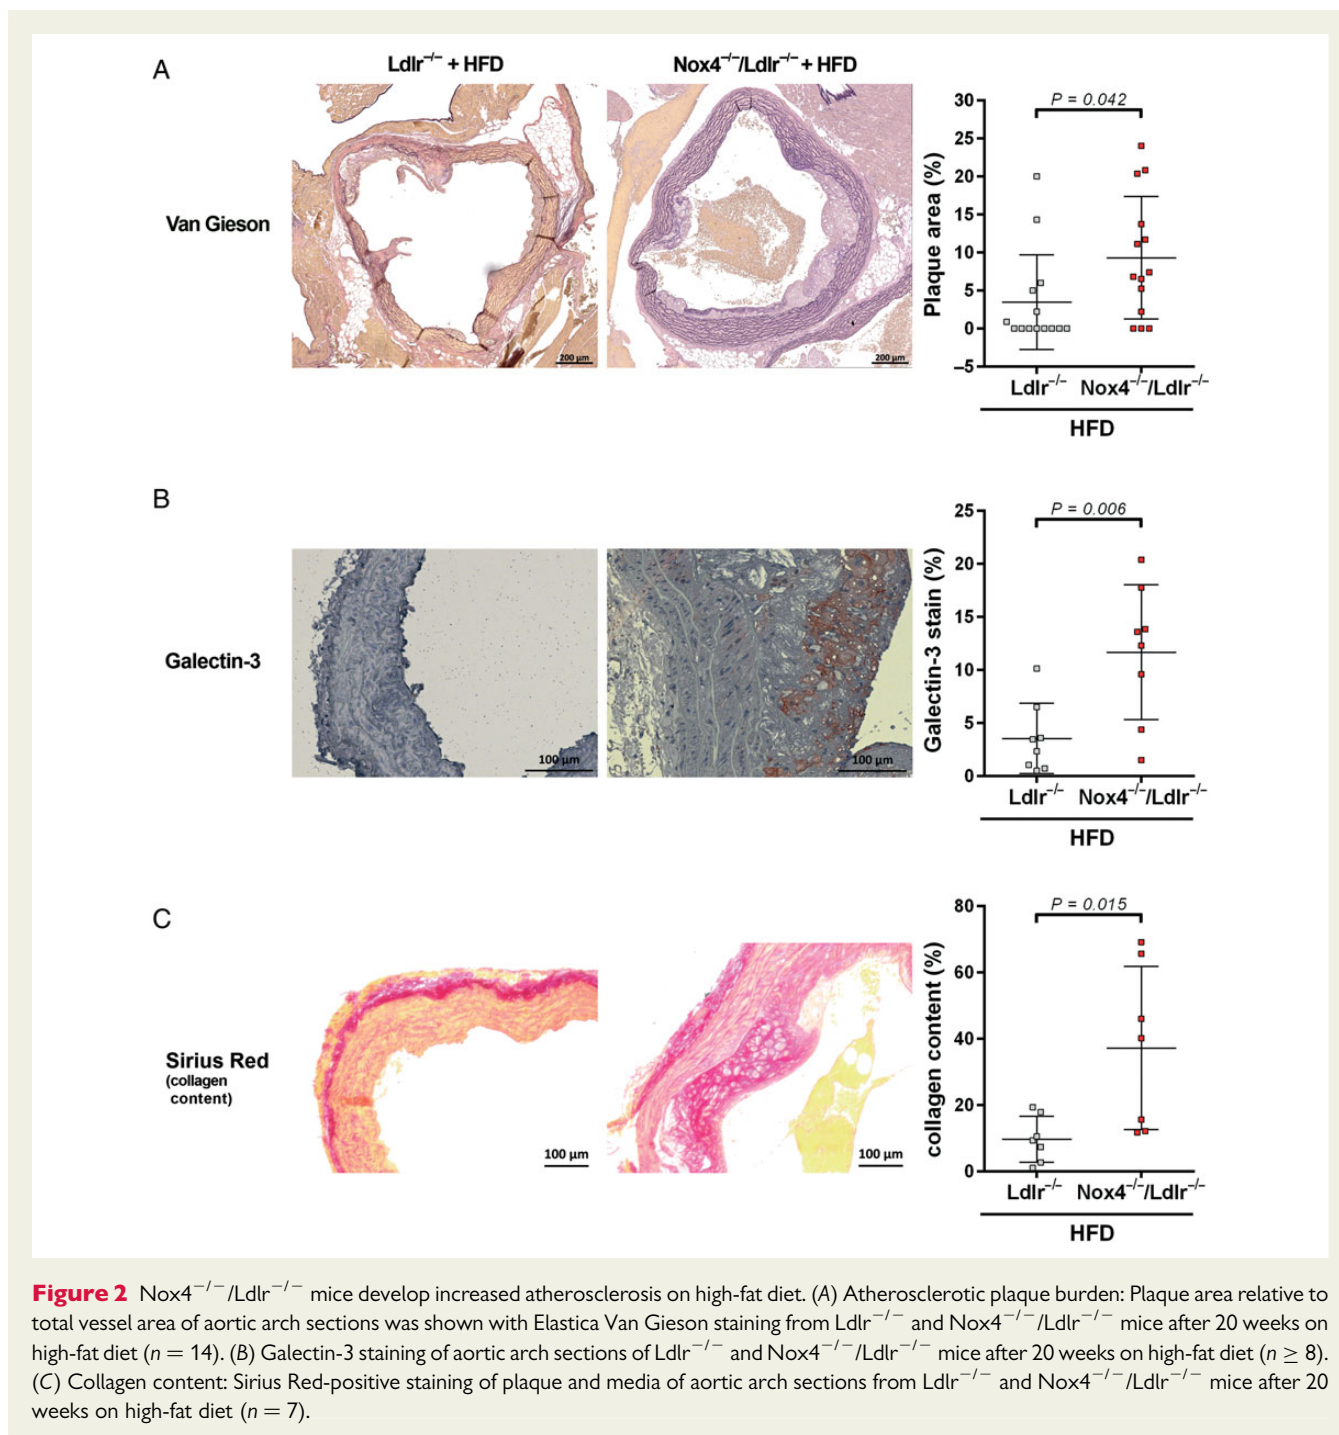 A
Ldlr⁻/⁻ + HFD
Nox4⁻/⁻/Ldlr⁻/⁻ + HFD
Van Gieson
200 µm
200 µm
P = 0.042
Plaque area (%)
30
25
20
15
10
5
0
–5
Ldlr⁻/⁻
Nox4⁻/⁻/Ldlr⁻/⁻
HFD
B
Galectin-3
100 µm
100 µm
P = 0.006
Galectin-3 stain (%)
25
20
15
10
5
0
Ldlr⁻/⁻
Nox4⁻/⁻/Ldlr⁻/⁻
HFD
C
Sirius Red
(collagen
content)
100 µm
100 µm
P = 0.015
collagen content (%)
80
60
40
20
0
Ldlr⁻/⁻
Nox4⁻/⁻/Ldlr⁻/⁻
HFD
Figure 2 Nox4⁻/⁻/Ldlr⁻/⁻ mice develop increased atherosclerosis on high-fat diet. (A) Atherosclerotic plaque burden: Plaque area relative to
total vessel area of aortic arch sections was shown with Elastica Van Gieson staining from Ldlr⁻/⁻ and Nox4⁻/⁻/Ldlr⁻/⁻ mice after 20 weeks on
high-fat diet (n = 14). (B) Galectin-3 staining of aortic arch sections of Ldlr⁻/⁻ and Nox4⁻/⁻/Ldlr⁻/⁻ mice after 20 weeks on high-fat diet (n ≥ 8).
(C) Collagen content: Sirius Red-positive staining of plaque and media of aortic arch sections from Ldlr⁻/⁻ and Nox4⁻/⁻/Ldlr⁻/⁻ mice after 20
weeks on high-fat diet (n = 7).